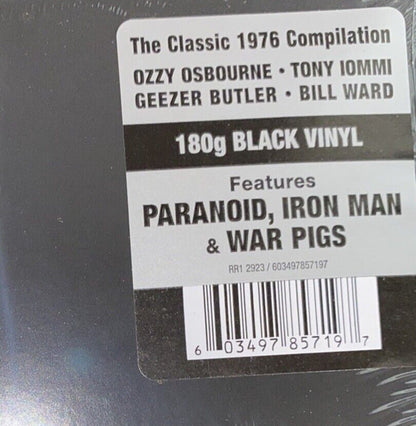 The Classic 1976 Compilation
OZZY OSBOURNE • TONY IOMMI
GEEZER BUTLER • BILL WARD
180g BLACK VINYL
Features
PARANOID, IRON MAN
& WAR PIGS
RR1 2923 / 603497857197
6 03497 85719 7